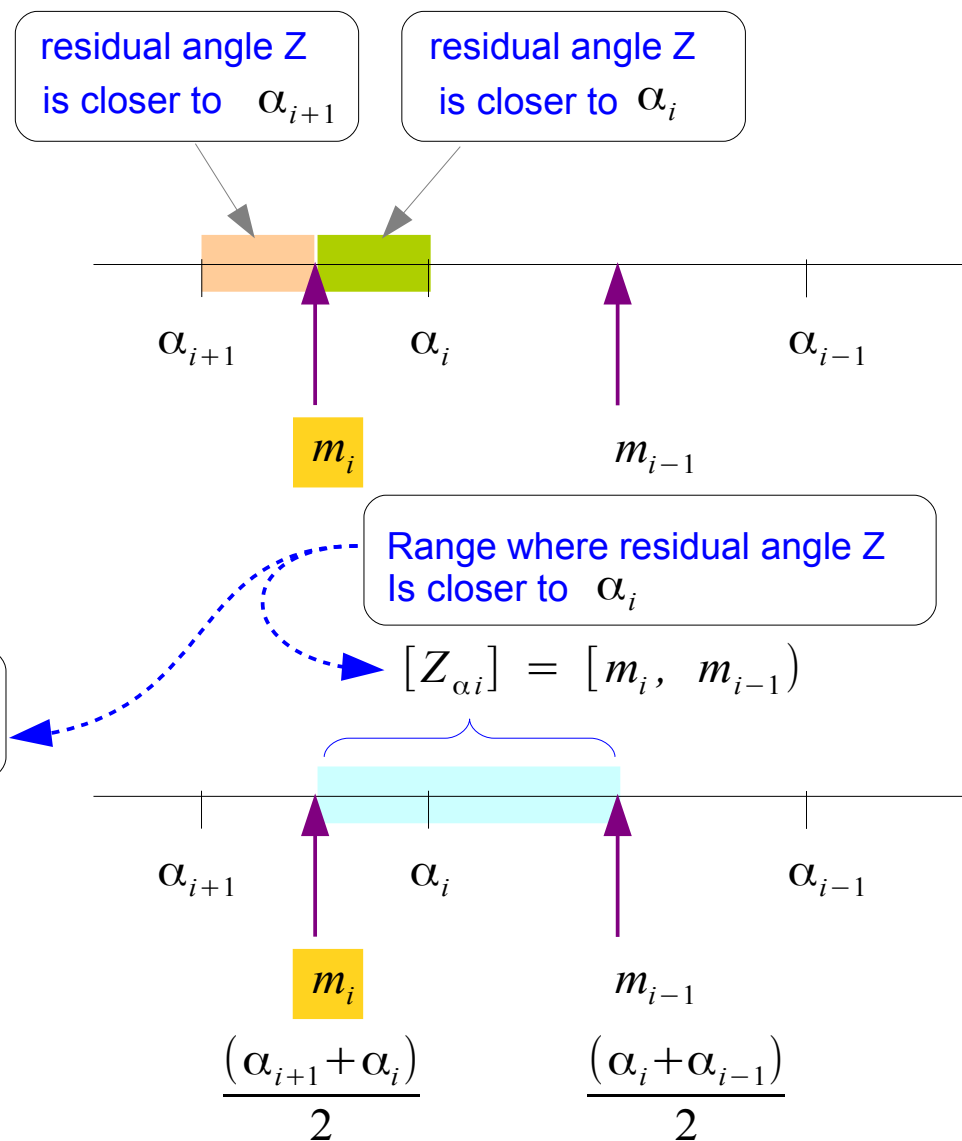 residual angle Z
is closer to α_{i+1}
residual angle Z
is closer to α_i
α_{i+1} α_i α_{i−1}
m_i m_{i−1}
Range where residual angle Z
Is closer to α_i
[Z_{αi}] = [m_i, m_{i−1})
α_{i+1} α_i α_{i−1}
m_i m_{i−1}
(α_{i+1}+α_i)/2 (α_i+α_{i−1})/2